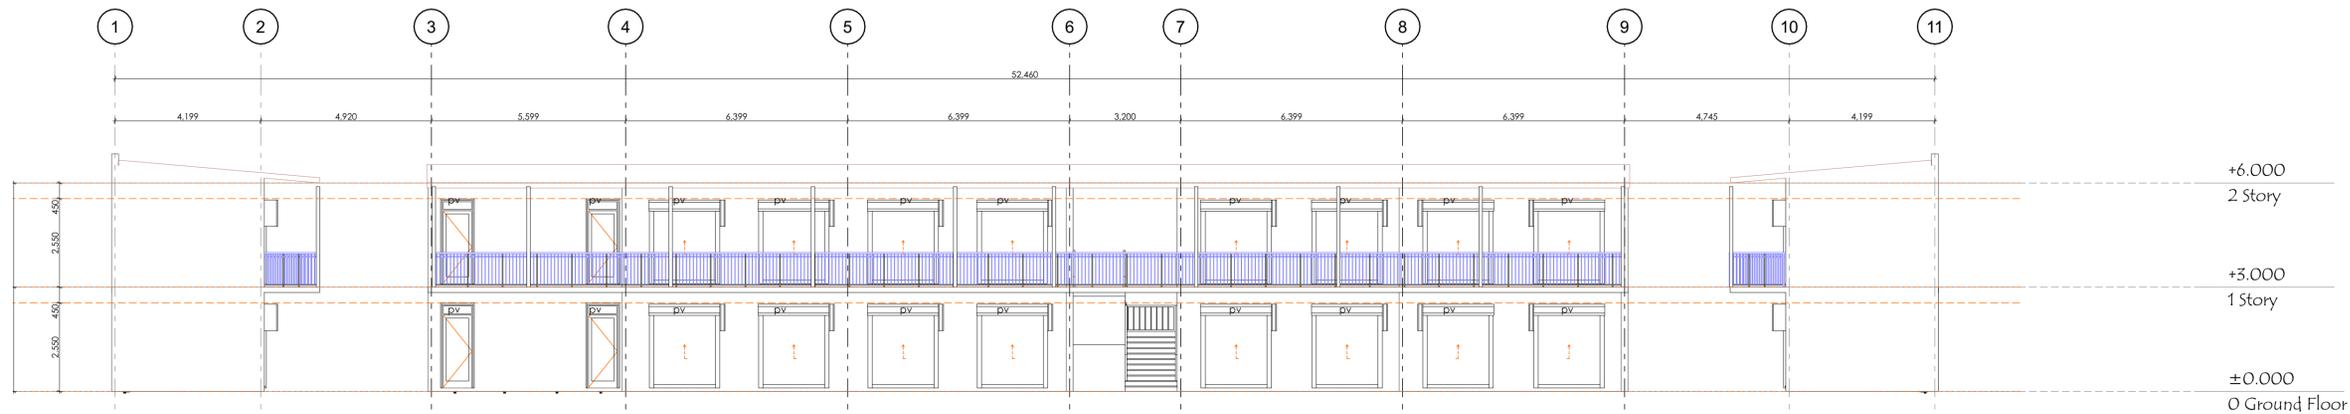 1 2 3 4 5 6 7 8 9 10 11
52,460
4,199 4,920 5,599 6,399 6,399 3,200 6,399 6,399 4,745 4,199
+6.000
450
2 Story
pv pv pv pv pv pv pv pv pv pv
2,550
+3.000
450
1 Story
pv pv pv pv pv pv pv pv pv pv
2,550
±0.000
0 Ground Floor